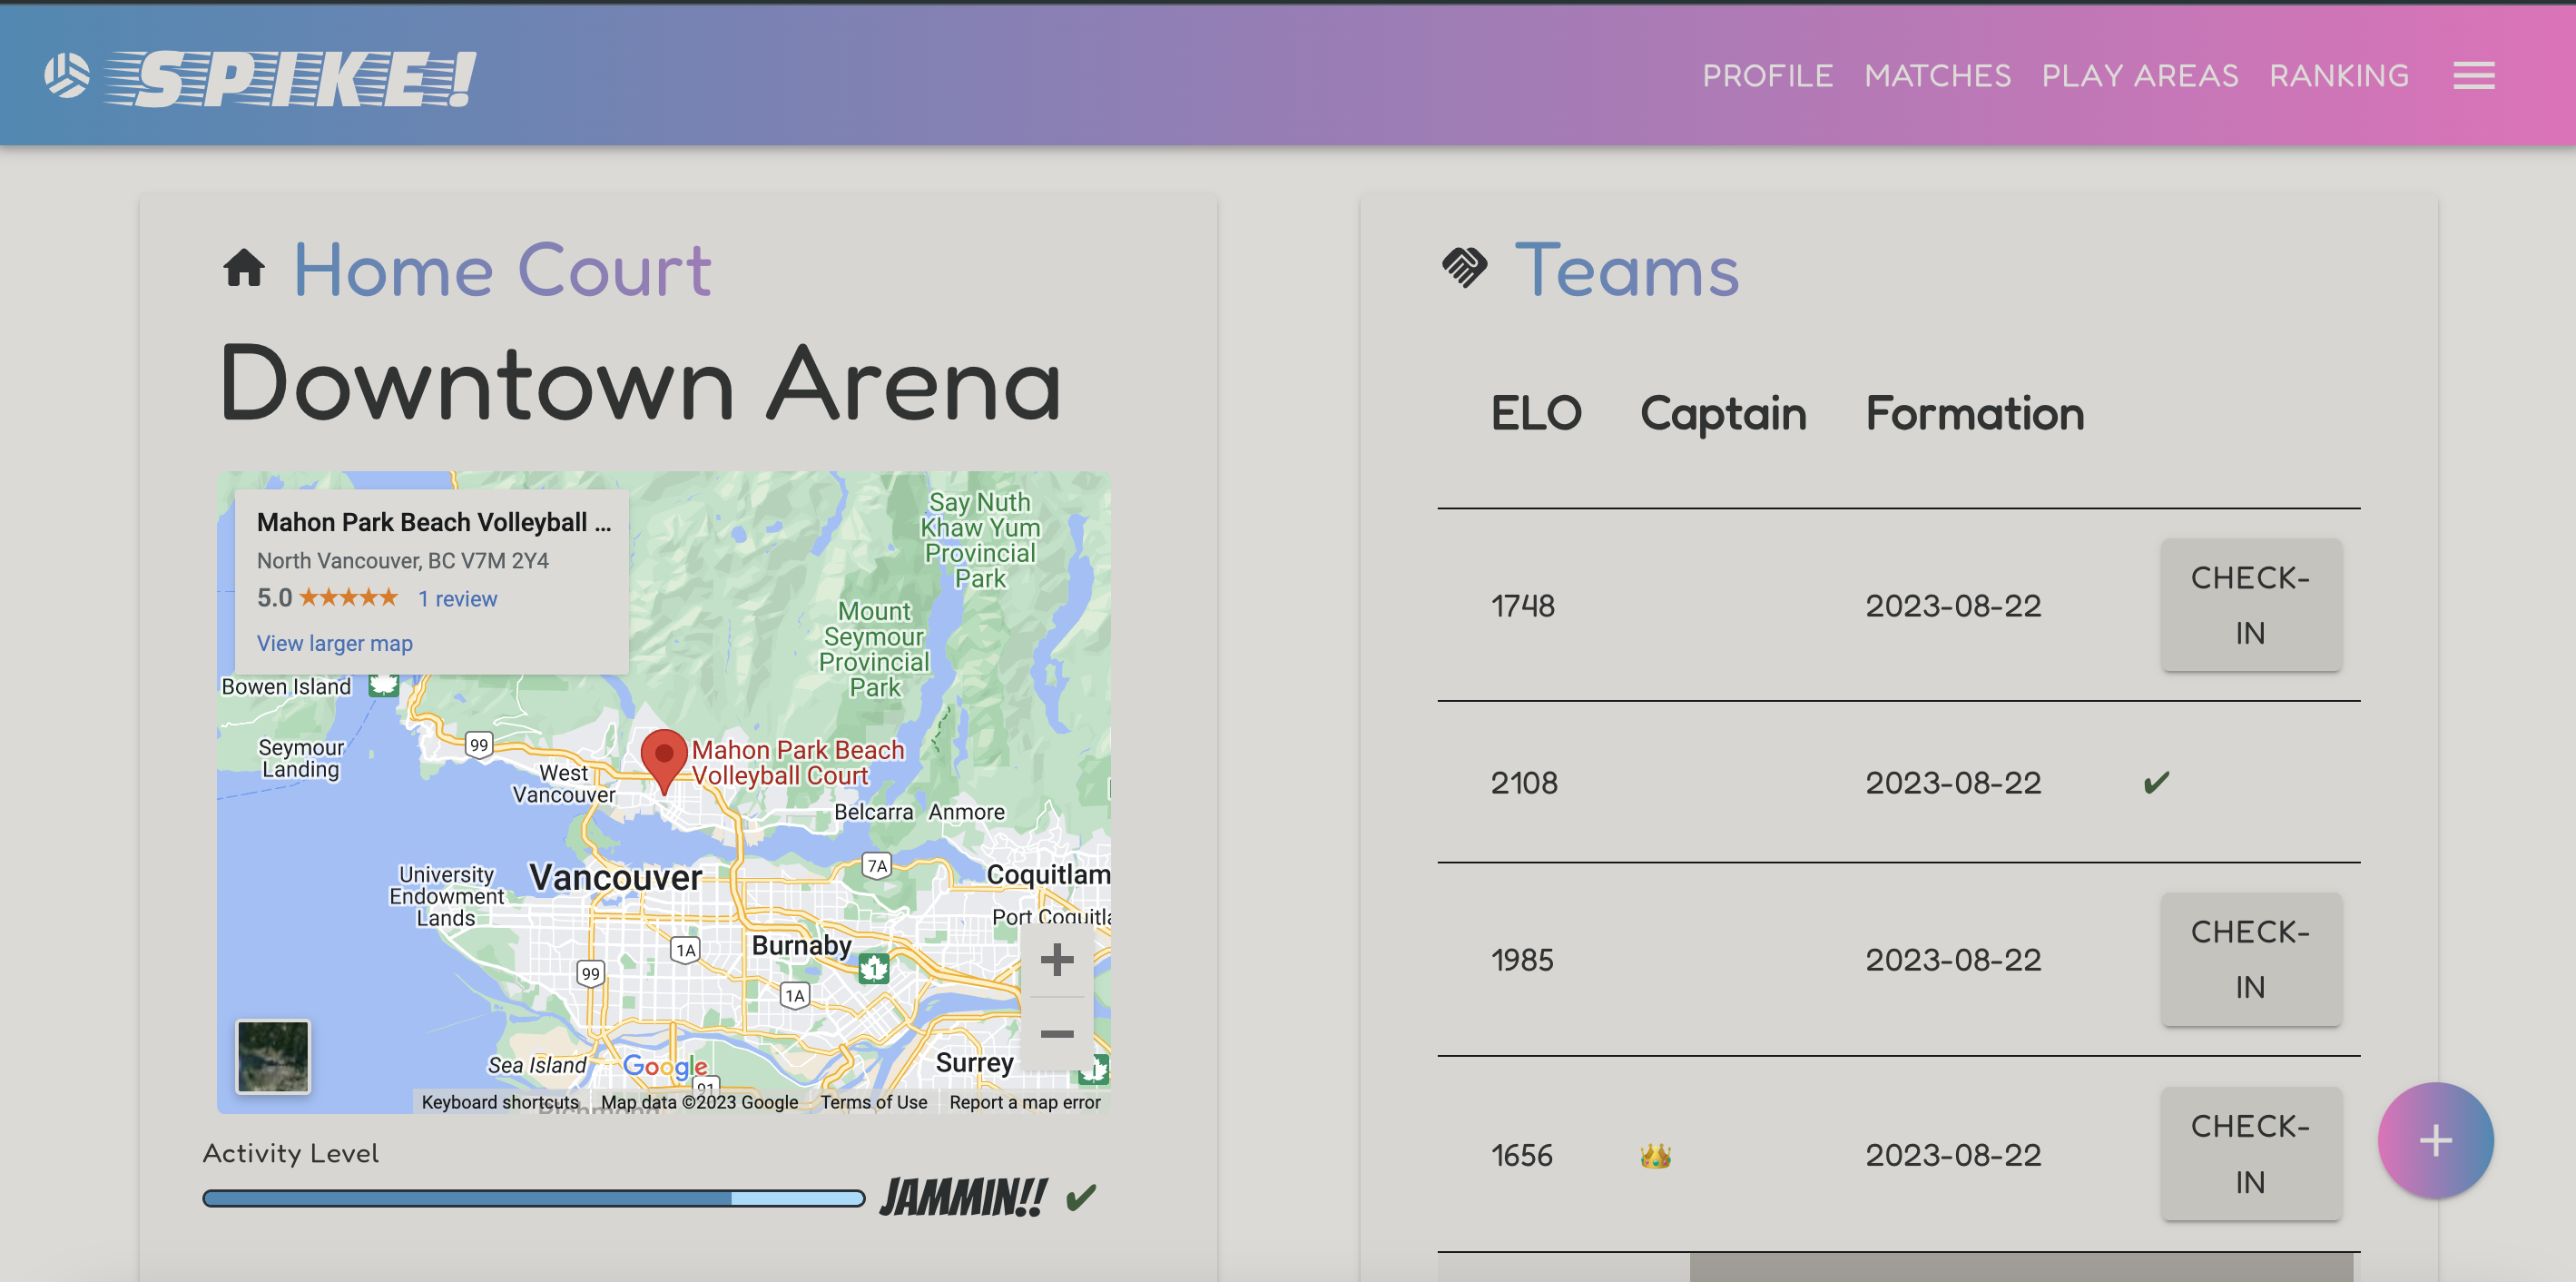 SPIKE!
PROFILE MATCHES PLAY AREAS RANKING
Home Court
Downtown Arena
Mahon Park Beach Volleyball ...
North Vancouver, BC V7M 2Y4
5.0 ★★★★★ 1 review
View larger map
Say Nuth
Khaw Yum
Provincial
Park
Mount
Seymour
Provincial
Park
Bowen Island
Seymour
Landing
99
West
Vancouver
Mahon Park Beach
Volleyball Court
Belcarra
Anmore
7A
University
Endowment
Lands
Vancouver
Coquitlam
Port Coquitla
1A
Burnaby
99
1
1A
+
−
Sea Island
Google
Surrey
1
91
Richmond
Keyboard shortcuts
Map data ©2023 Google
Terms of Use
Report a map error
Activity Level
JAMMIN!! ✔
Teams
ELO Captain Formation
1748 2023-08-22 CHECK-
IN
2108 2023-08-22 ✔
1985 2023-08-22 CHECK-
IN
1656 👑 2023-08-22 CHECK-
IN
+